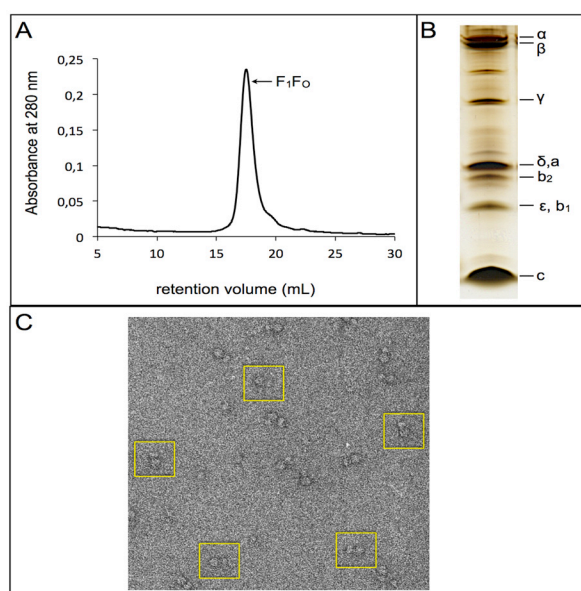 A
0,25
0,2
0,15
0,1
0,05
0
Absorbance at 280 nm
F₁Fₒ
5
10
15
20
25
30
retention volume (mL)
B
α
β
γ
δ,a
b₂
ε, b₁
c
C